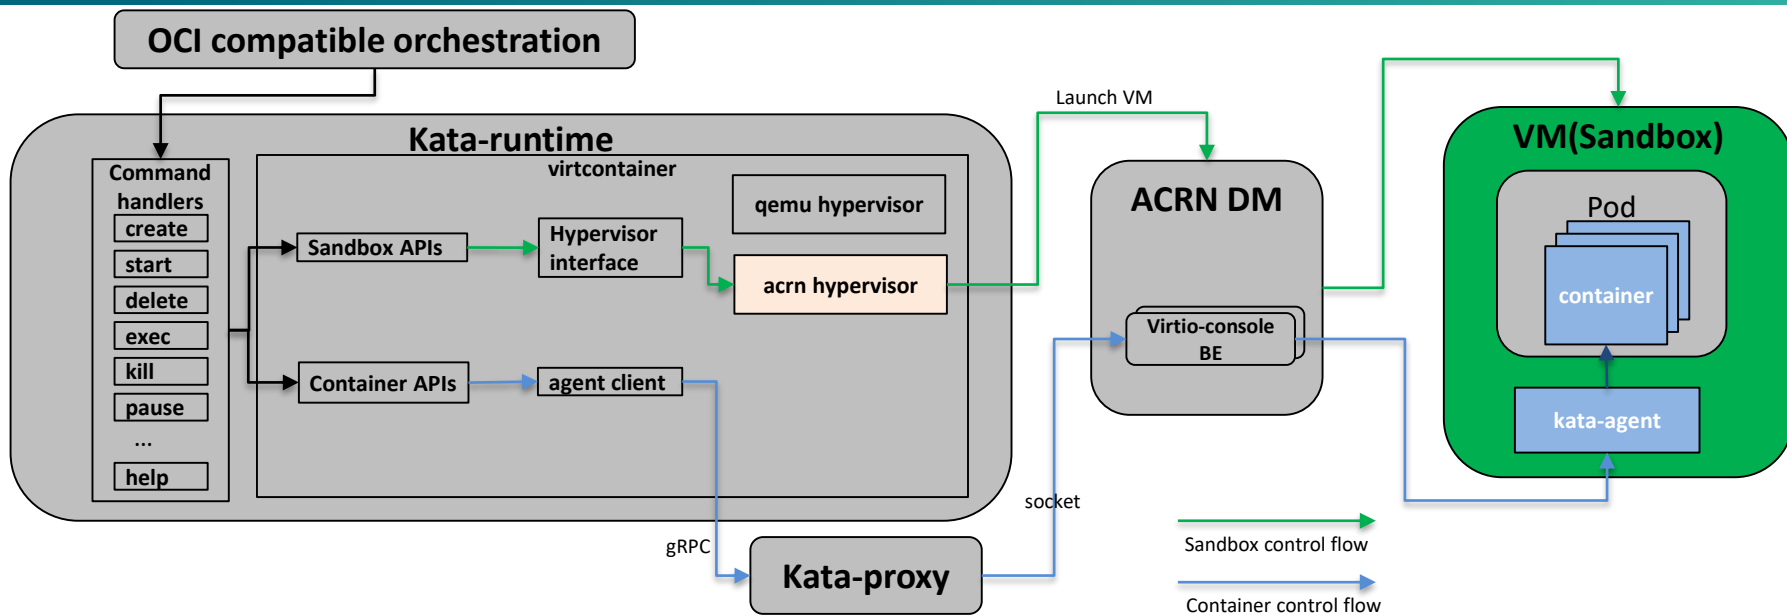 OCI compatible orchestration
Kata-runtime
Command
handlers
create
start
delete
exec
kill
pause
...
help
virtcontainer
Sandbox APIs
Container APIs
Hypervisor
interface
agent client
qemu hypervisor
acrn hypervisor
Launch VM
gRPC
Kata-proxy
socket
ACRN DM
Virtio-console
BE
VM(Sandbox)
Pod
container
kata-agent
Sandbox control flow
Container control flow